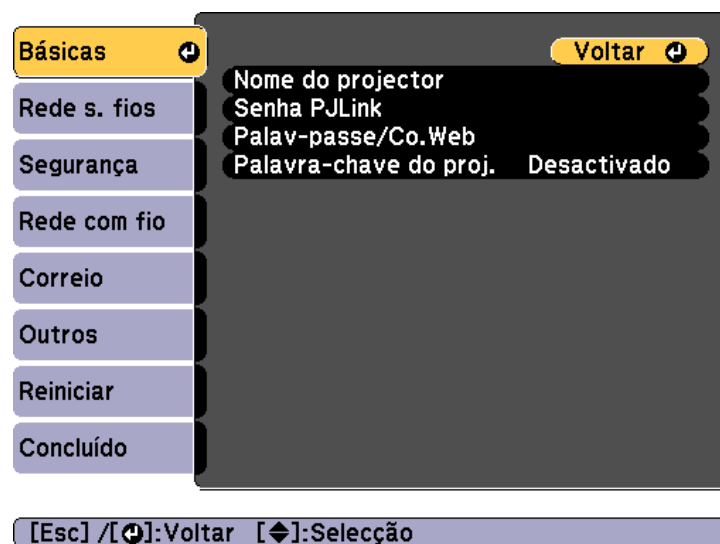 Básicas
Voltar
Nome do projector
Senha PJLink
Palav-passe/Co.Web
Palavra-chave do proj. Desactivado
Rede s. fios
Segurança
Rede com fio
Correio
Outros
Reiniciar
Concluído
[Esc] /[⏎]:Voltar [◆]:Selecção